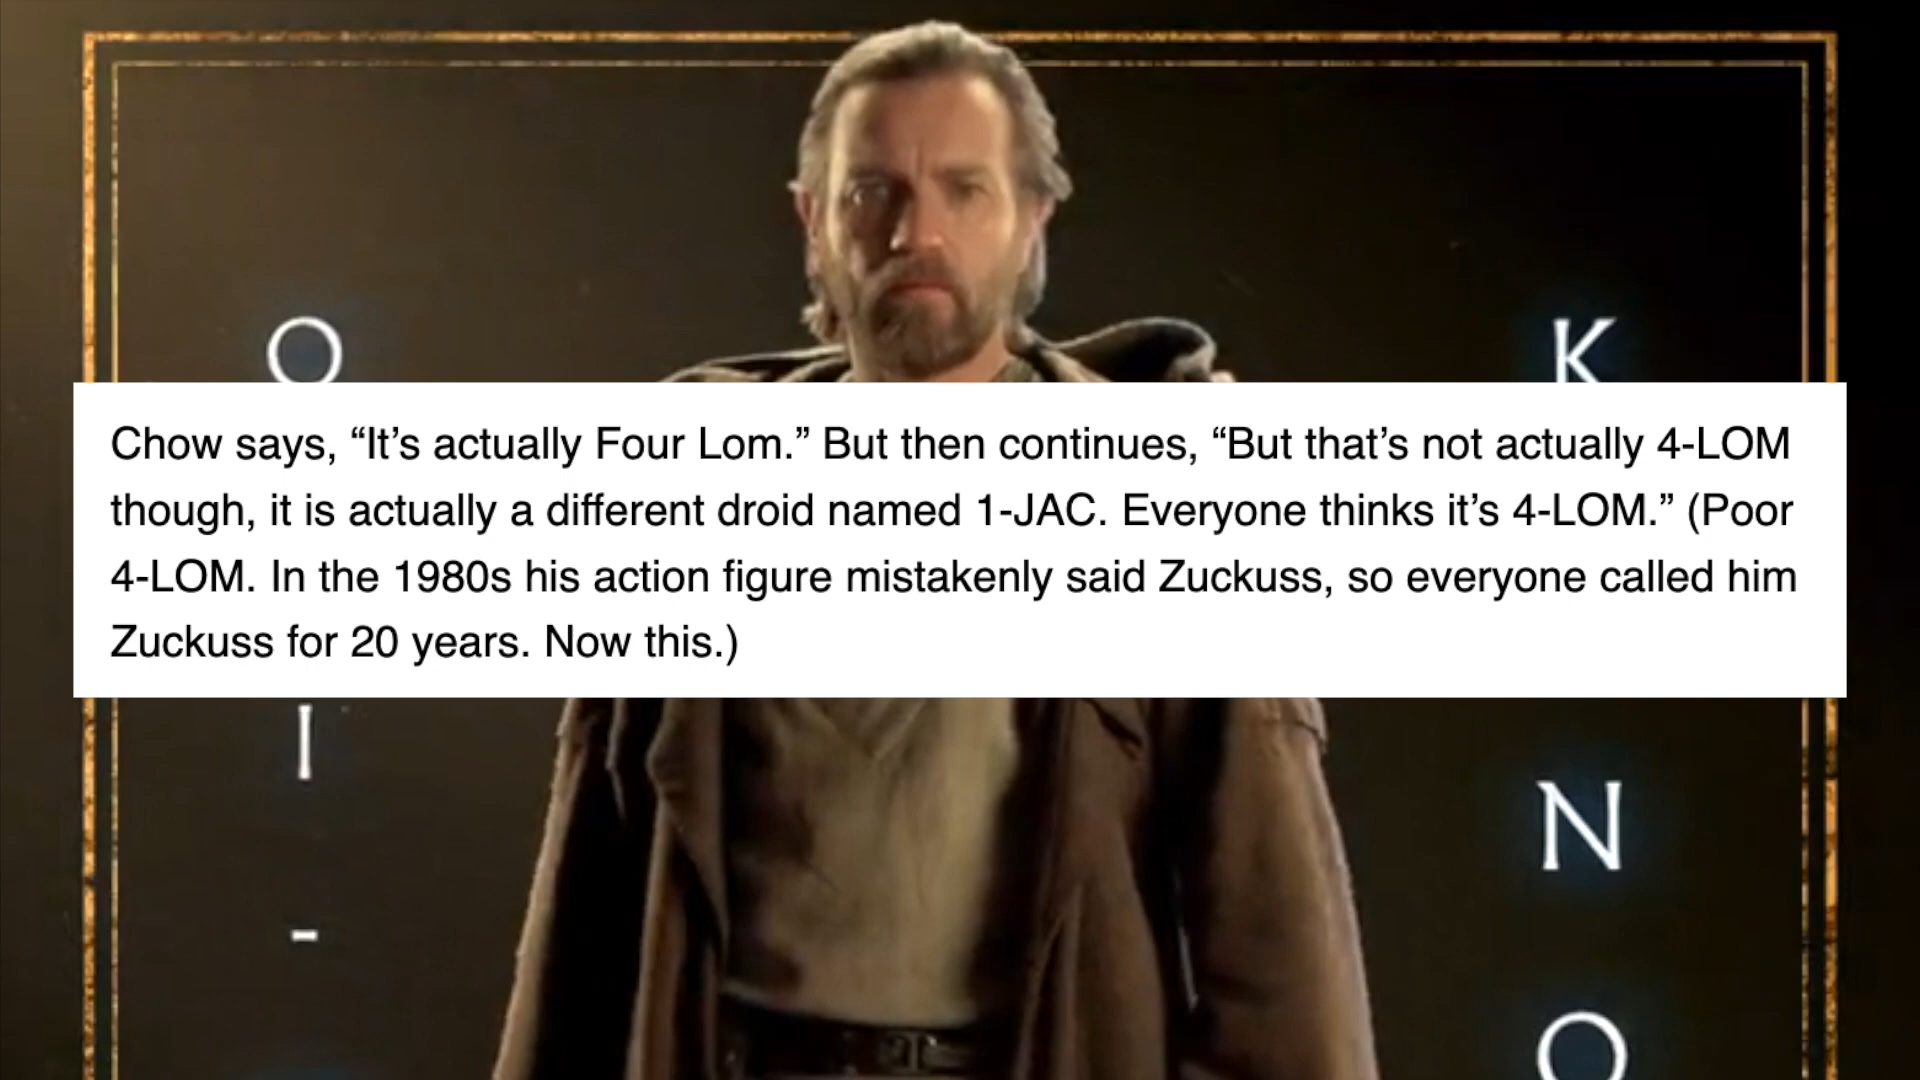 O
K
Chow says, “It’s actually Four Lom.” But then continues, “But that’s not actually 4-LOM
though, it is actually a different droid named 1-JAC. Everyone thinks it’s 4-LOM.” (Poor
4-LOM. In the 1980s his action figure mistakenly said Zuckuss, so everyone called him
Zuckuss for 20 years. Now this.)
I
N
-
O